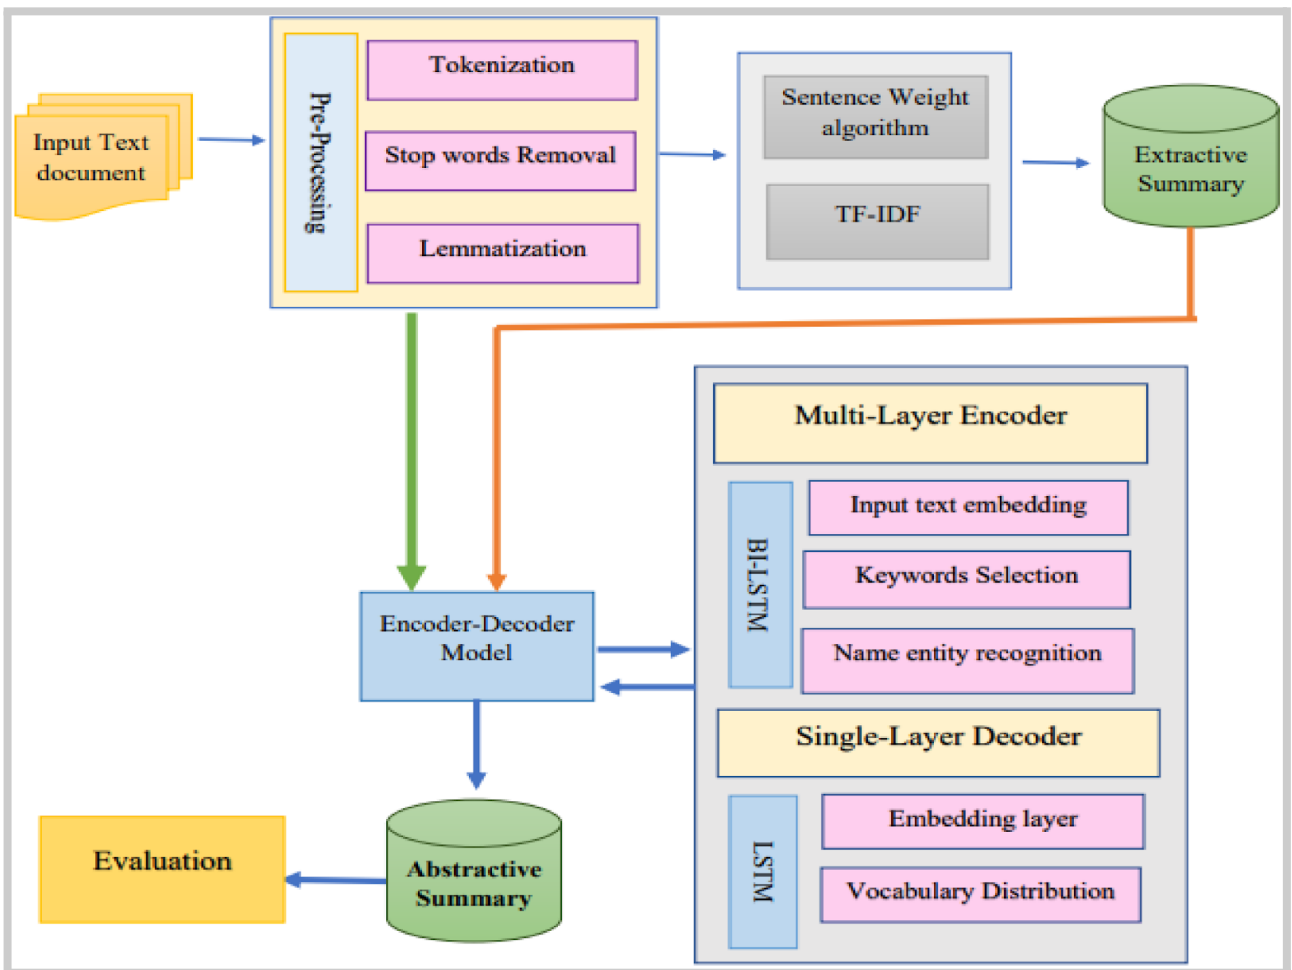 Input Text
document
Pre-Processing
Tokenization
Stop words Removal
Lemmatization
Sentence Weight
algorithm
TF-IDF
Extractive
Summary
Multi-Layer Encoder
BI-LSTM
Input text embedding
Keywords Selection
Name entity recognition
Encoder-Decoder
Model
Single-Layer Decoder
LSTM
Embedding layer
Vocabulary Distribution
Abstractive
Summary
Evaluation